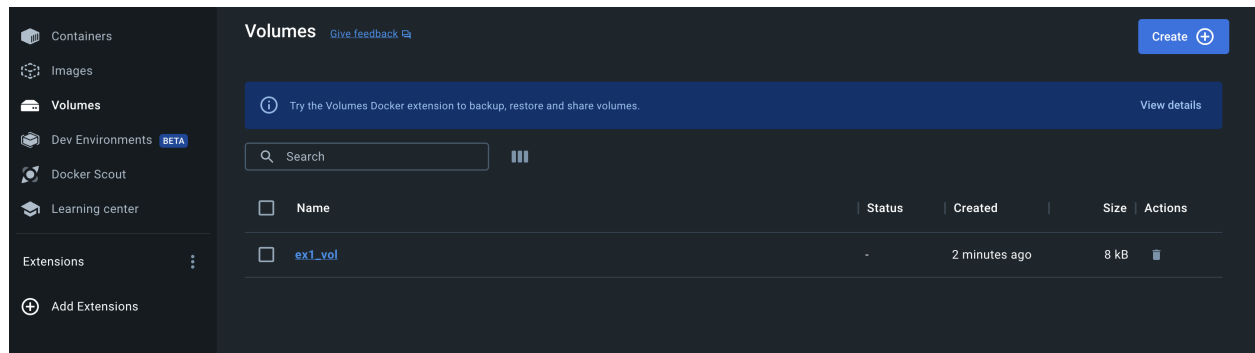 Containers
Images
Volumes
Dev Environments BETA
Docker Scout
Learning center
Extensions
Add Extensions
Volumes Give feedback
Create
Try the Volumes Docker extension to backup, restore and share volumes. View details
Search
Name Status Created Size Actions
ex1_vol - 2 minutes ago 8 kB